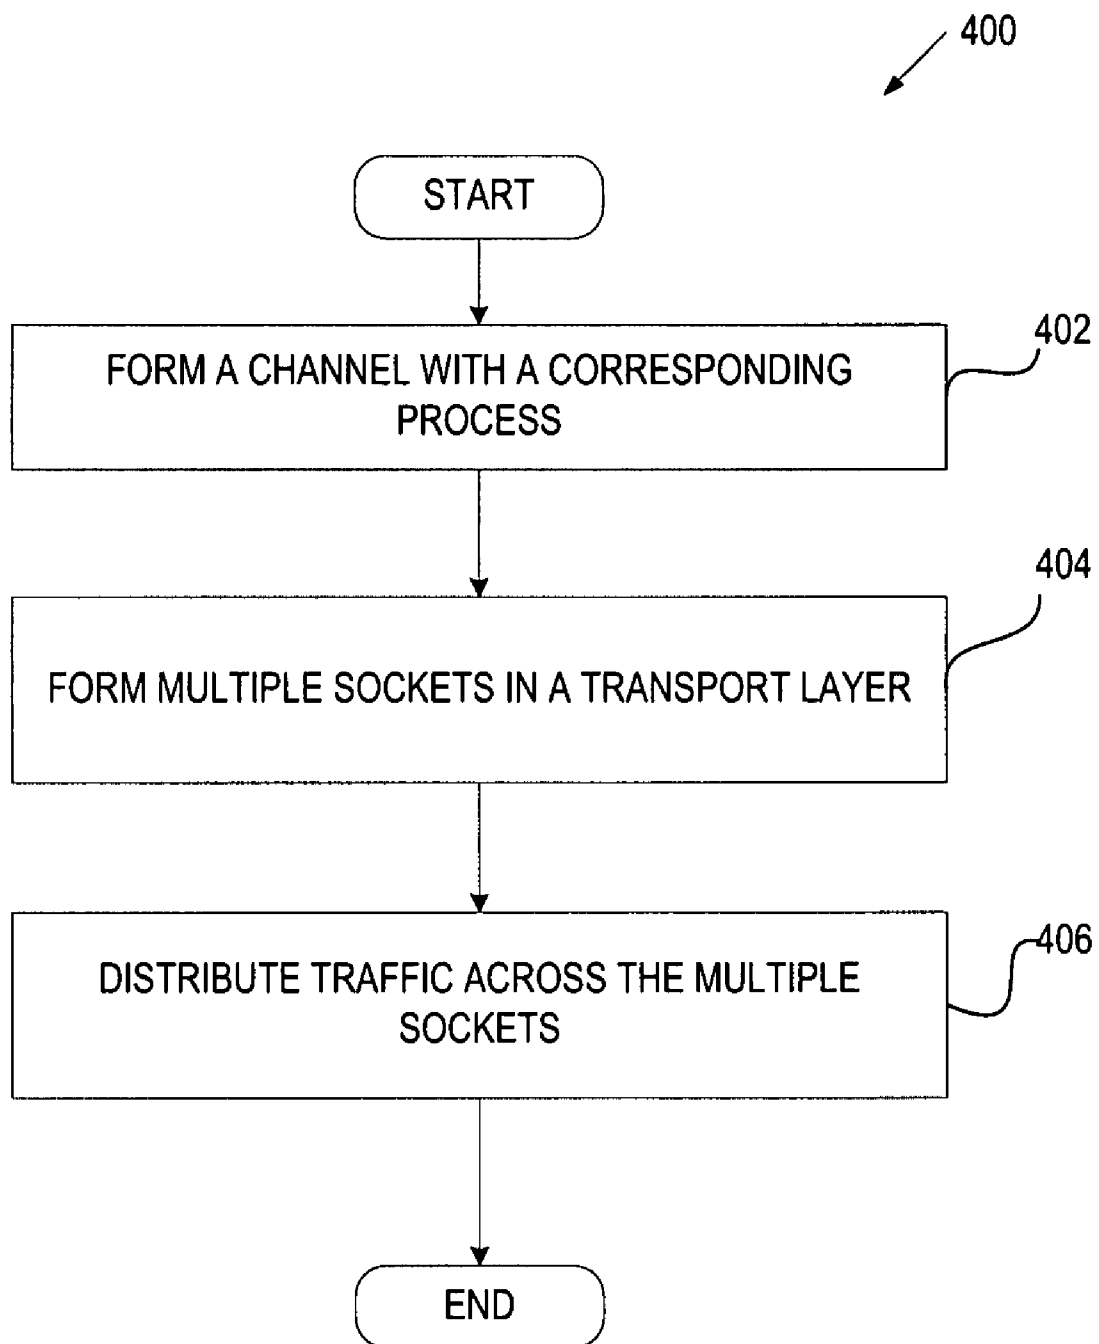 400
START
FORM A CHANNEL WITH A CORRESPONDING
PROCESS
402
FORM MULTIPLE SOCKETS IN A TRANSPORT LAYER
404
DISTRIBUTE TRAFFIC ACROSS THE MULTIPLE
SOCKETS
406
END